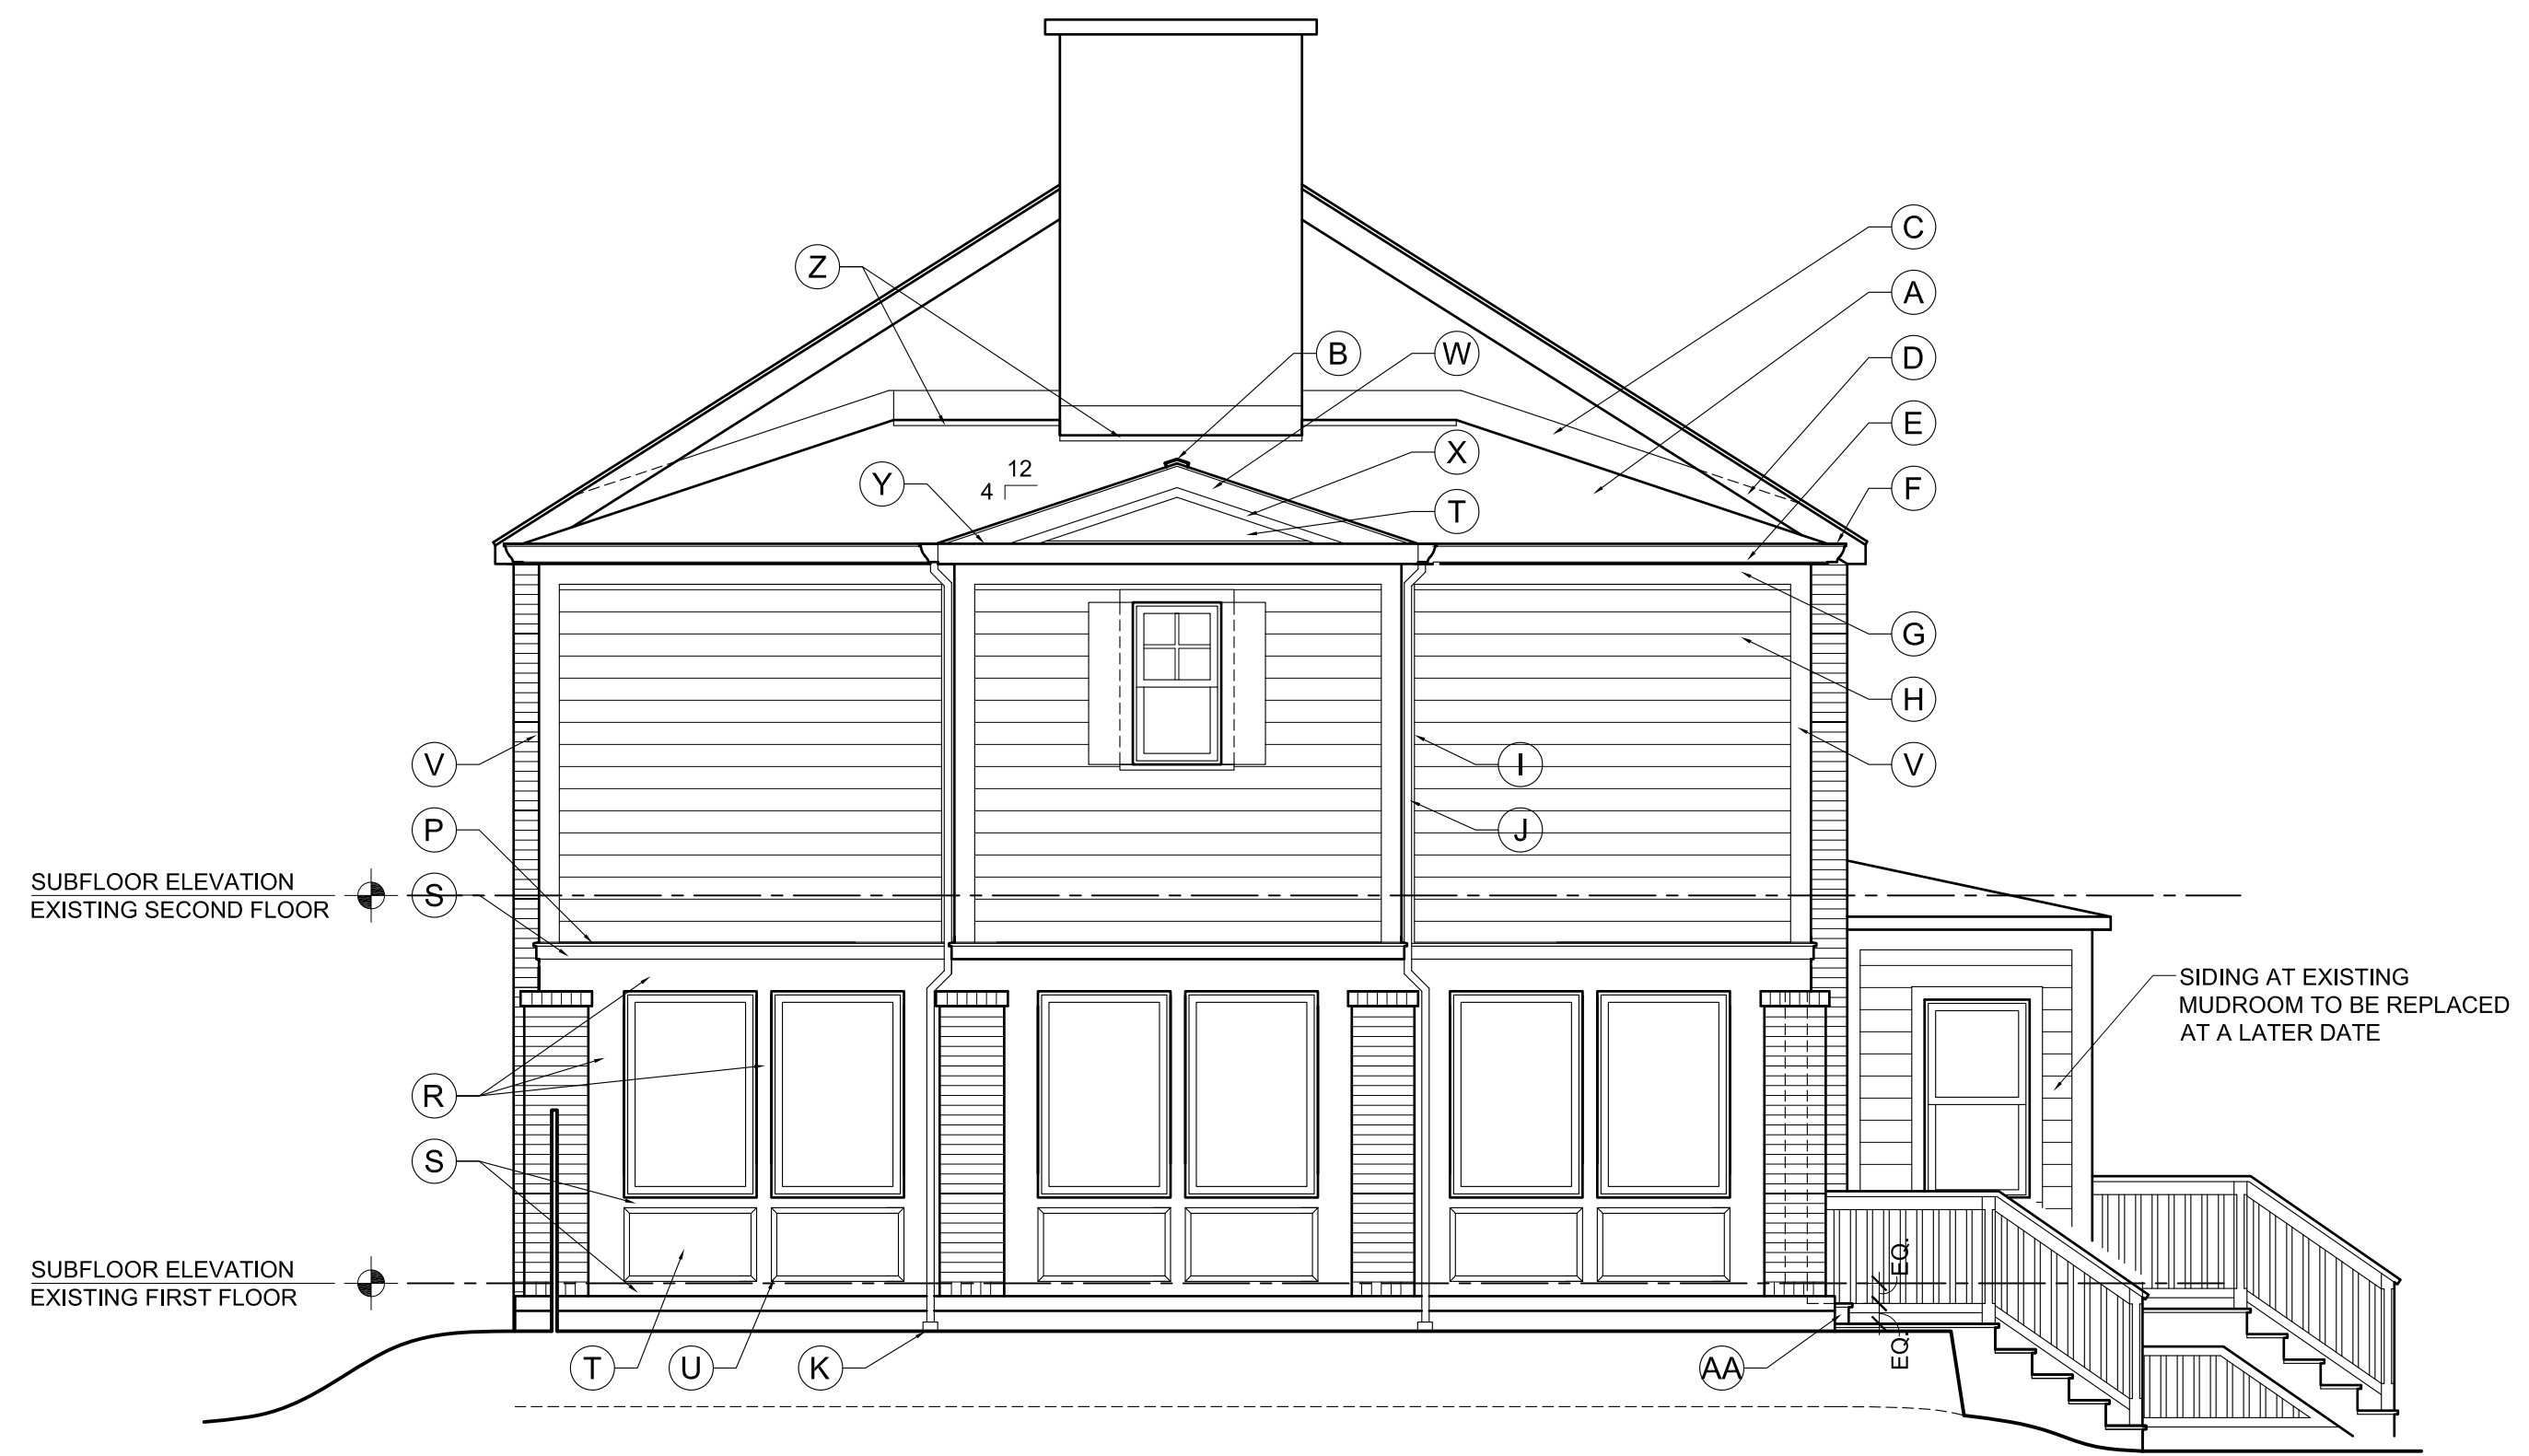 C
A
Z
D
B
W
E
X
12
Y
4
F
T
G
H
V
I
V
P
J
SUBFLOOR ELEVATION
EXISTING SECOND FLOOR
S
SIDING AT EXISTING
MUDROOM TO BE REPLACED
AT A LATER DATE
R
S
SUBFLOOR ELEVATION
EXISTING FIRST FLOOR
EQ.
EQ.
T
U
K
AA